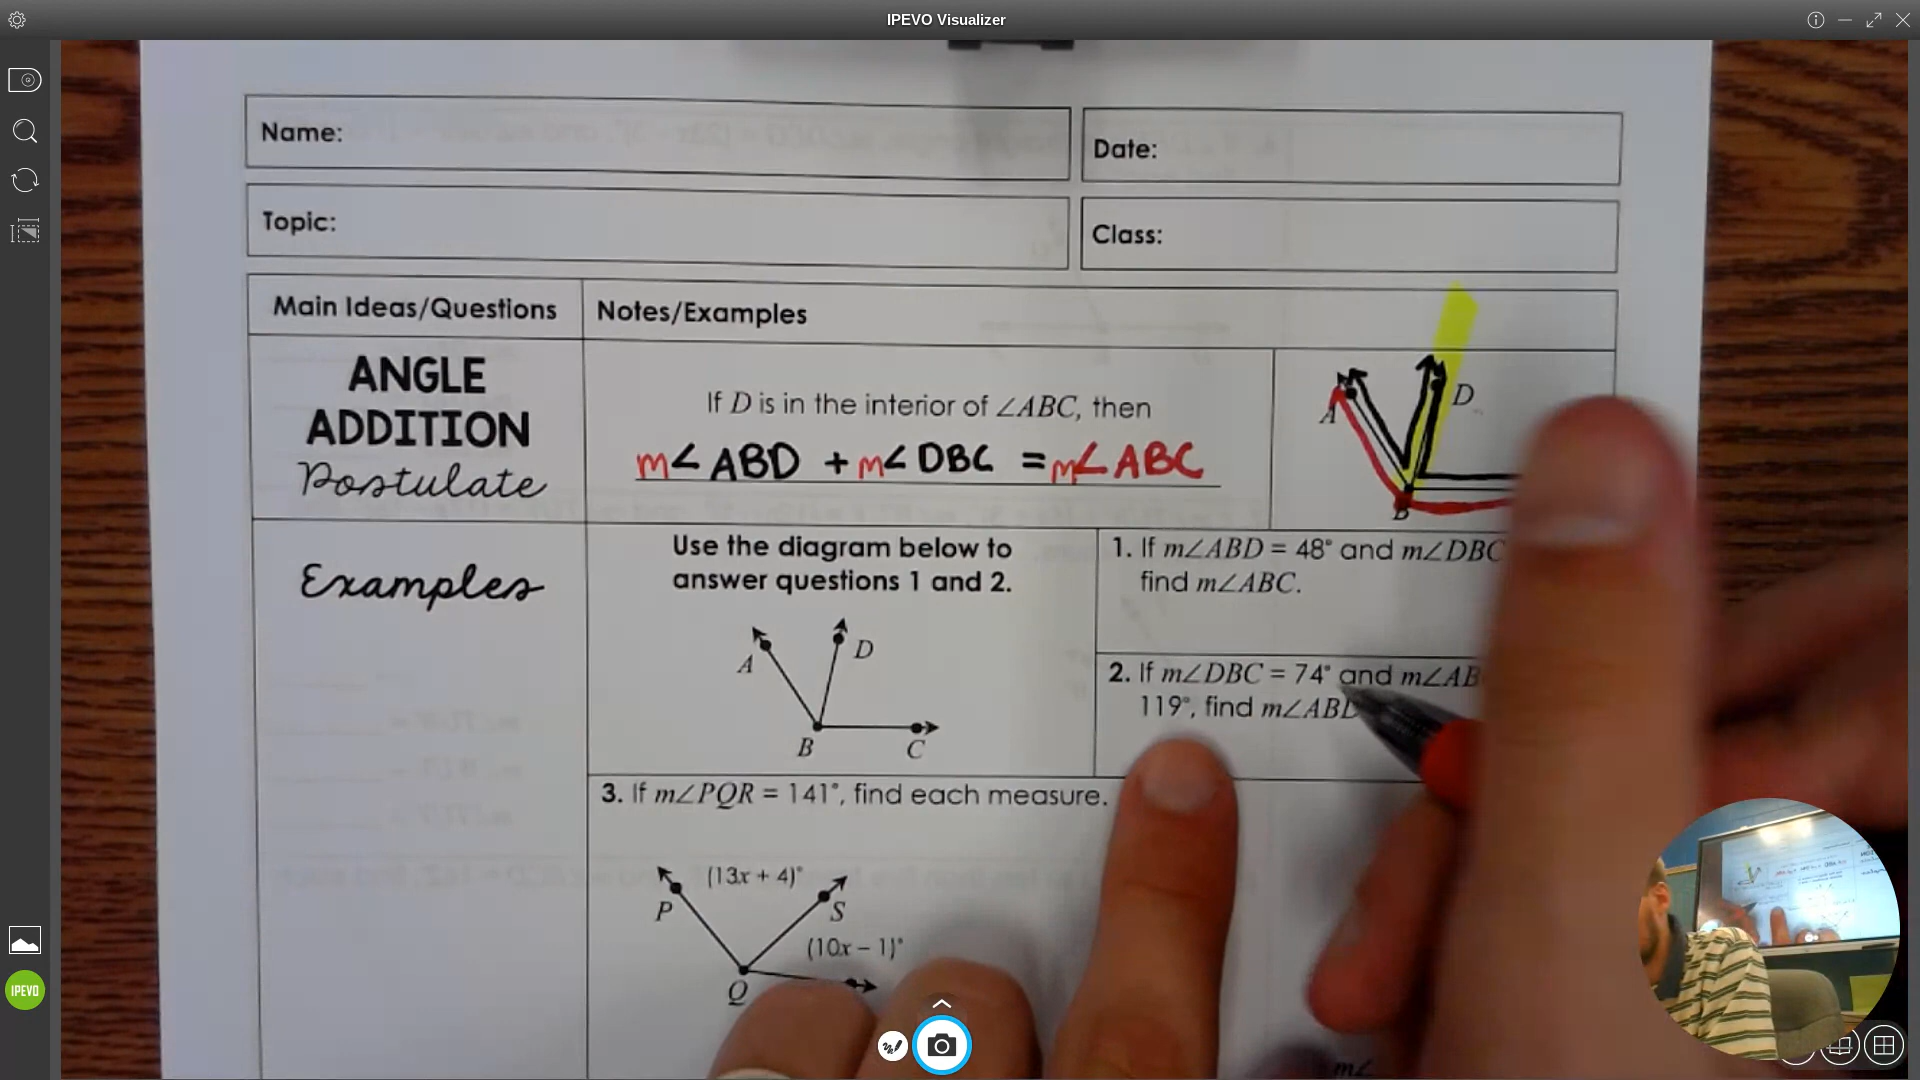 IPEVO Visualizer
Name:
Date:
Topic:
Class:
Main Ideas/Questions
Notes/Examples
ANGLE
ADDITION
Postulate
If D is in the interior of ∠ABC, then
m∠ABD + m∠DBC = m∠ABC
A
D
B
Examples
Use the diagram below to
answer questions 1 and 2.
A
D
B
C
1. If m∠ABD = 48° and m∠DBC
find m∠ABC.
2. If m∠DBC = 74° and m∠AB
119°, find m∠ABD
3. If m∠PQR = 141°, find each measure.
(13x + 4)°
P
S
(10x − 1)°
Q
m∠
IPEVO